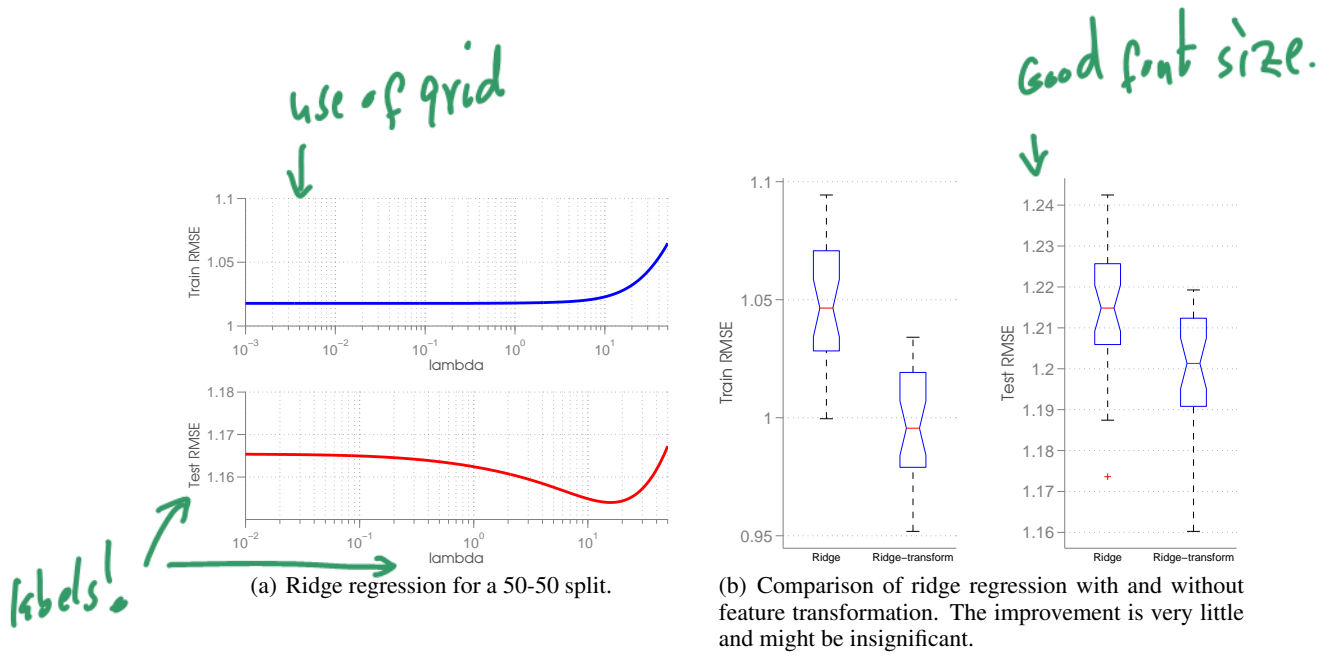 use of grid
Good font size.
1.1
1.05
1
Train RMSE
10^-3
10^-2
10^-1
10^0
10^1
lambda
1.18
1.17
1.16
Test RMSE
10^-2
10^-1
10^0
10^1
lambda
labels!
(a) Ridge regression for a 50-50 split.
1.1
1.05
1
0.95
Train RMSE
Ridge
Ridge-transform
1.24
1.23
1.22
1.21
1.2
1.19
1.18
1.17
1.16
Test RMSE
Ridge
Ridge-transform
(b) Comparison of ridge regression with and without
feature transformation. The improvement is very little
and might be insignificant.